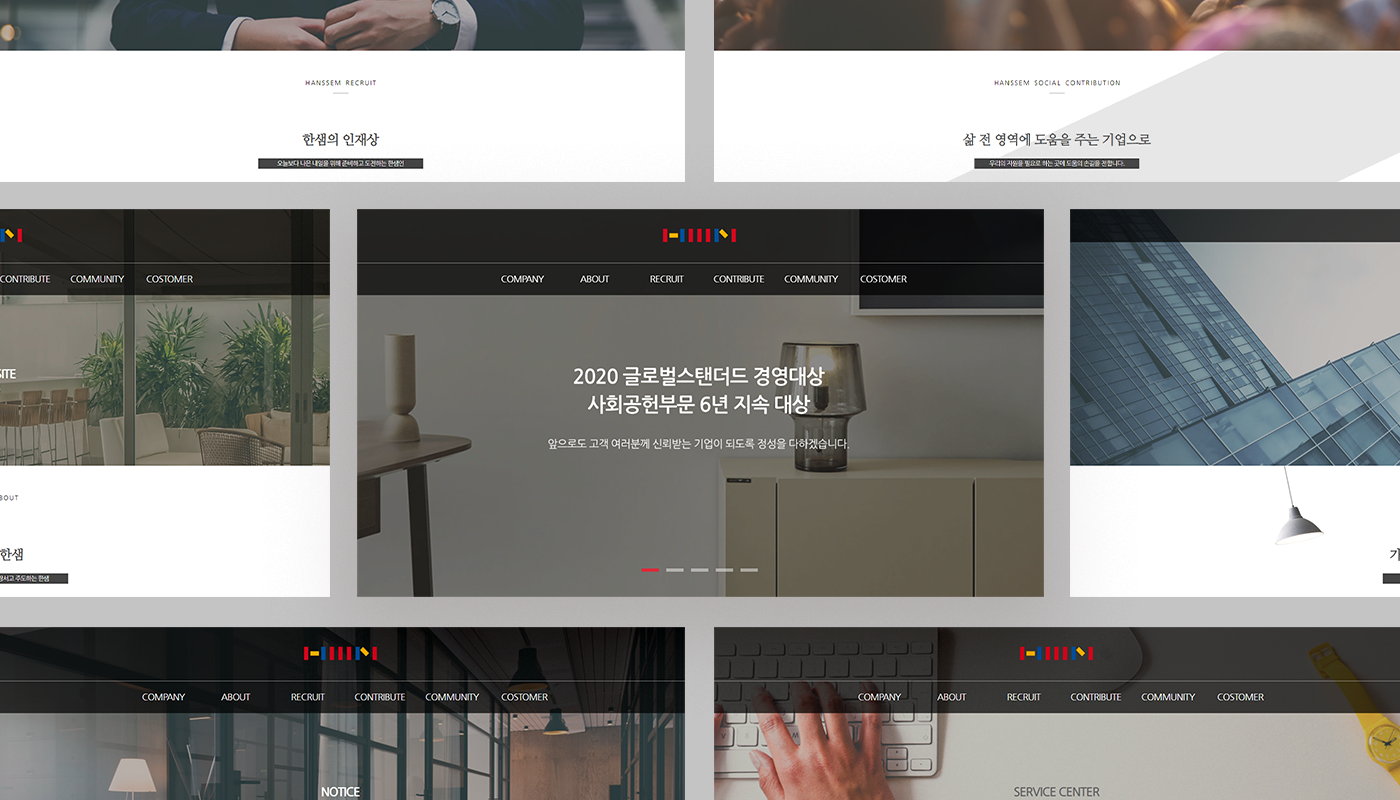 HANSSEM RECRUIT
한샘의 인재상
오늘보다 나은 내일을 위해 준비하고 도전하는 한샘인
HANSSEM SOCIAL CONTRIBUTION
삶 전 영역에 도움을 주는 기업으로
우리의 자원을 필요로 하는 곳에 도움의 손길을 전합니다.
CONTRIBUTE COMMUNITY COSTOMER
한샘
주도하는 한샘
COMPANY ABOUT RECRUIT CONTRIBUTE COMMUNITY COSTOMER
2020 글로벌스탠더드 경영대상
사회공헌부문 6년 지속 대상
앞으로도 고객 여러분께 신뢰받는 기업이 되도록 정성을 다하겠습니다.
COMPANY ABOUT RECRUIT CONTRIBUTE COMMUNITY COSTOMER
NOTICE
COMPANY ABOUT RECRUIT CONTRIBUTE COMMUNITY COSTOMER
SERVICE CENTER